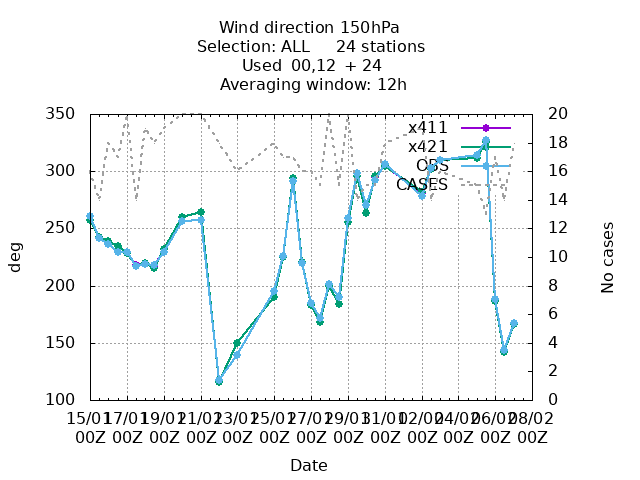 Wind direction 150hPa
Selection: ALL 24 stations
Used 00,12 + 24
Averaging window: 12h
350
300
250
200
150
100
20
18
16
14
12
10
8
6
4
2
0
x411
x421
OBS
CASES
deg
No cases
15/01 17/01 19/01 21/01 23/01 25/01 27/01 29/01 31/01 02/02 04/02 06/02 08/02
00Z 00Z 00Z 00Z 00Z 00Z 00Z 00Z 00Z 00Z 00Z 00Z 00Z
Date